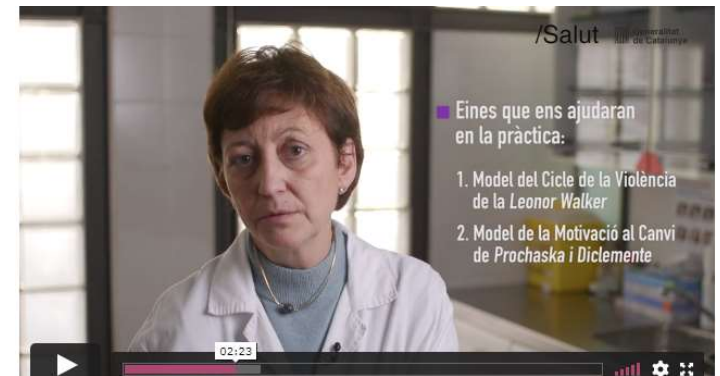 /Salut Generalitat
de Catalunya
Eines que ens ajudaran
en la pràctica:
1. Model del Cicle de la Violència
de la Leonor Walker
2. Model de la Motivació al Canvi
de Prochaska i Diclemente
02:23